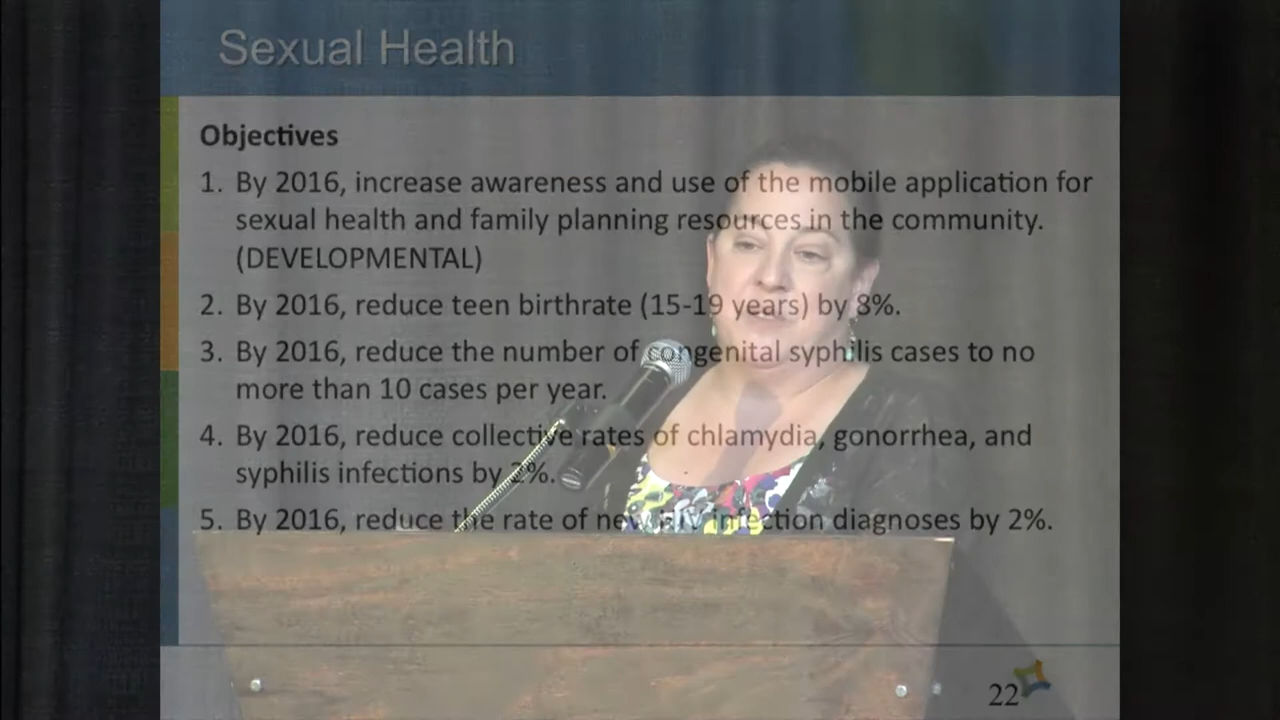 Sexual Health
Objectives
1. By 2016, increase awareness and use of the mobile application for
sexual health and family planning resources in the community.
(DEVELOPMENTAL)
2. By 2016, reduce teen birthrate (15-19 years) by 8%.
3. By 2016, reduce the number of congenital syphilis cases to no
more than 10 cases per year.
4. By 2016, reduce collective rates of chlamydia, gonorrhea, and
syphilis infections by 2%.
5. By 2016, reduce the rate of new HIV infection diagnoses by 2%.
22